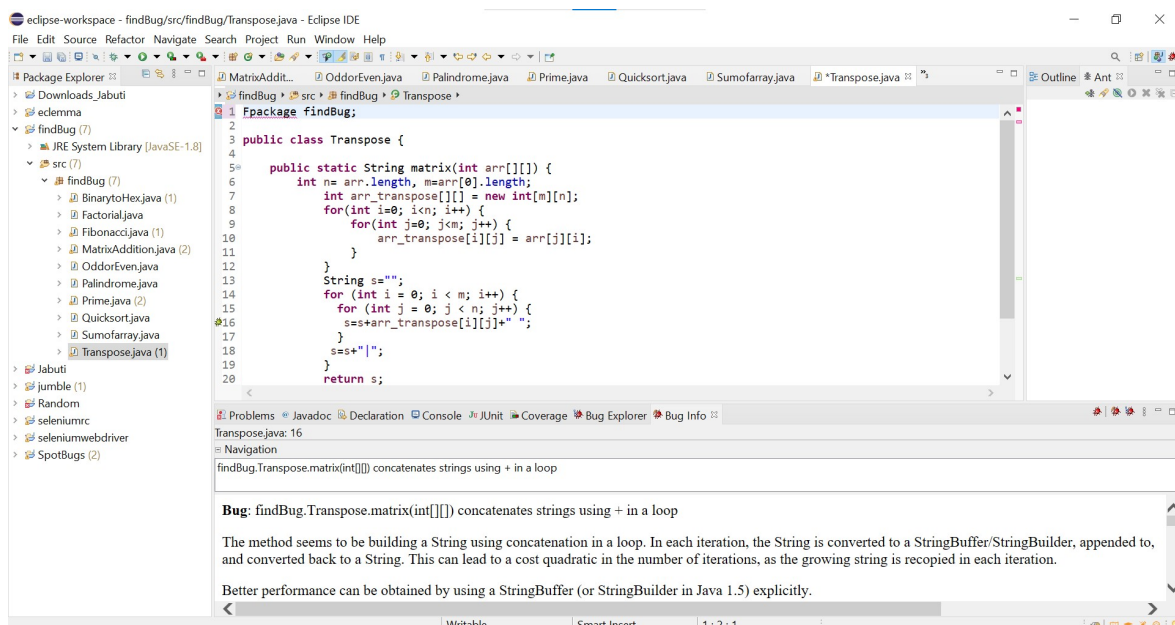 eclipse-workspace - findBug/src/findBug/Transpose.java - Eclipse IDE
File Edit Source Refactor Navigate Search Project Run Window Help
Package Explorer
Downloads_Jabuti
eclemma
findBug (7)
JRE System Library [JavaSE-1.8]
src (7)
findBug (7)
BinarytoHex.java (1)
Factorial.java
Fibonacci.java (1)
MatrixAddition.java (2)
OddorEven.java
Palindrome.java
Prime.java (2)
Quicksort.java
Sumofarray.java
Transpose.java (1)
Jabuti
jumble (1)
Random
seleniumrc
seleniumwebdriver
SpotBugs (2)
MatrixAddit... OddorEven.java Palindrome.java Prime.java Quicksort.java Sumofarray.java *Transpose.java
findBug src findBug Transpose
1 Fpackage findBug;
2
3 public class Transpose {
4
5 public static String matrix(int arr[][]) {
6 int n= arr.length, m=arr[0].length;
7 int arr_transpose[][] = new int[m][n];
8 for(int i=0; i<n; i++) {
9 for(int j=0; j<m; j++) {
10 arr_transpose[i][j] = arr[j][i];
11 }
12 }
13 String s="";
14 for (int i = 0; i < m; i++) {
15 for (int j = 0; j < n; j++) {
16 s=s+arr_transpose[i][j]+" ";
17 }
18 s=s+"|";
19 }
20 return s;
Outline Ant
Problems Javadoc Declaration Console JUnit Coverage Bug Explorer Bug Info
Transpose.java: 16
Navigation
findBug.Transpose.matrix(int[][]) concatenates strings using + in a loop
Bug: findBug.Transpose.matrix(int[][]) concatenates strings using + in a loop
The method seems to be building a String using concatenation in a loop. In each iteration, the String is converted to a StringBuffer/StringBuilder, appended to,
and converted back to a String. This can lead to a cost quadratic in the number of iterations, as the growing string is recopied in each iteration.
Better performance can be obtained by using a StringBuffer (or StringBuilder in Java 1.5) explicitly.
Writable Smart Insert 1 : 2 : 1